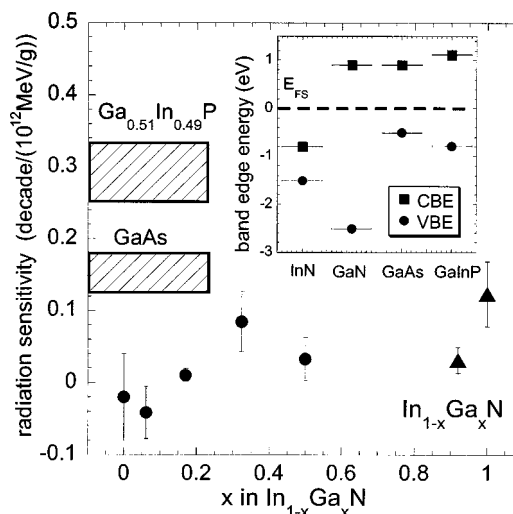 radiation sensitivity (decade/(10¹²MeV/g))
0.5
0.4
0.3
0.2
0.1
0
-0.1
Ga₀.₅₁In₀.₄₉P
GaAs
band edge energy (eV)
1
0
-1
-2
-3
E_FS
CBE
VBE
InN GaN GaAs GaInP
In₁₋ₓGaₓN
0 0.2 0.4 0.6 0.8 1
x in In₁₋ₓGaₓN